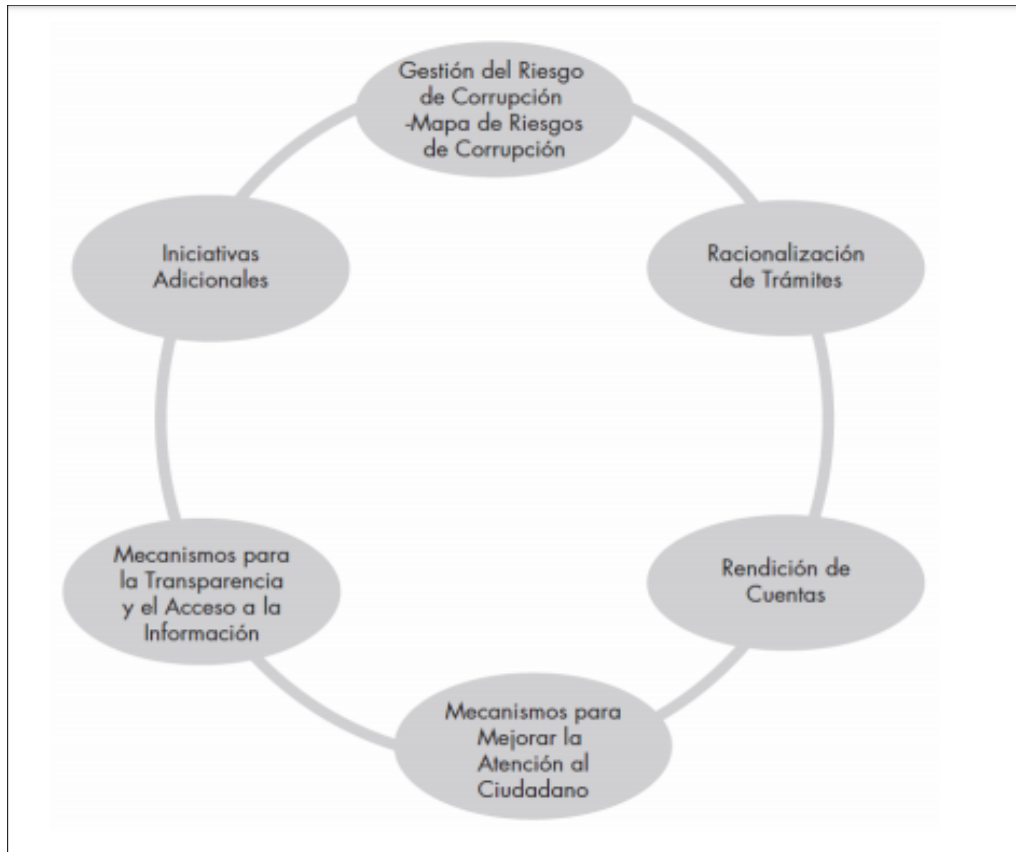 Gestión del Riesgo
de Corrupción
-Mapa de Riesgos
de Corrupción
Iniciativas
Adicionales
Racionalización
de Trámites
Mecanismos para
la Transparencia
y el Acceso a la
Información
Rendición de
Cuentas
Mecanismos para
Mejorar la
Atención al
Ciudadano